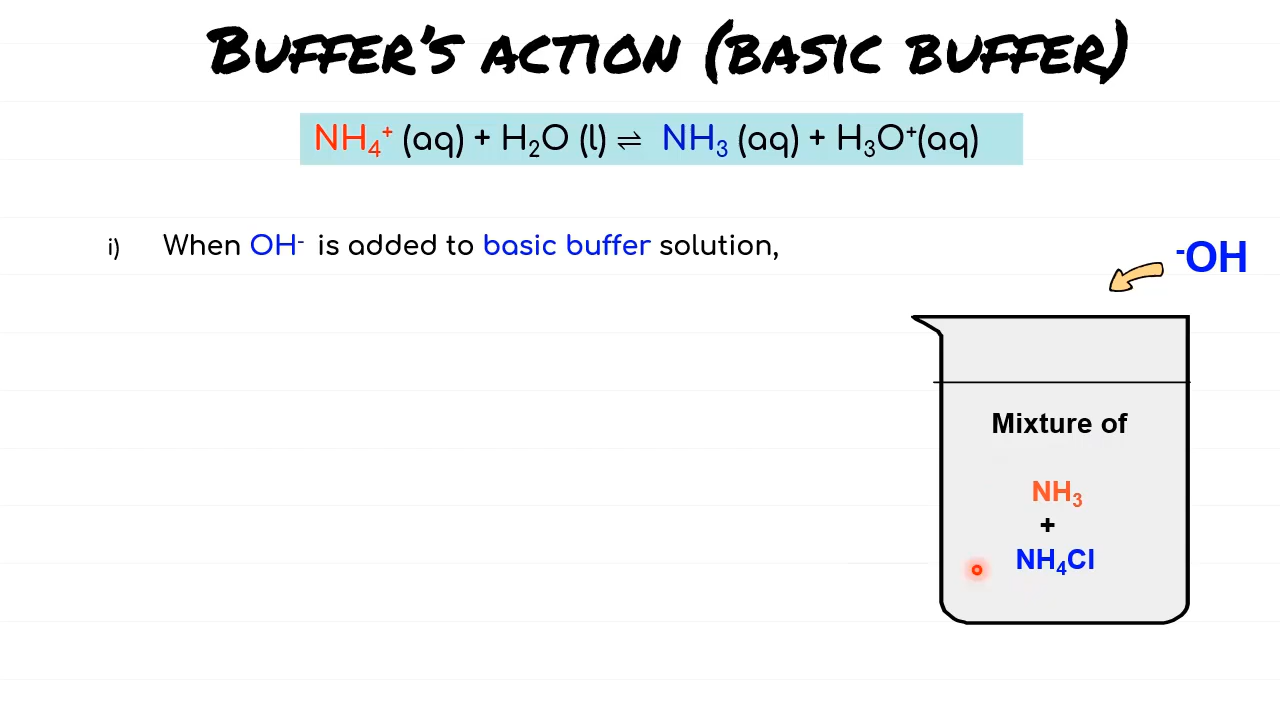 Buffer's action (basic buffer)
NH₄⁺ (aq) + H₂O (l) ⇌ NH₃ (aq) + H₃O⁺(aq)
i) When OH⁻ is added to basic buffer solution,
⁻OH
Mixture of
NH₃
+
NH₄Cl